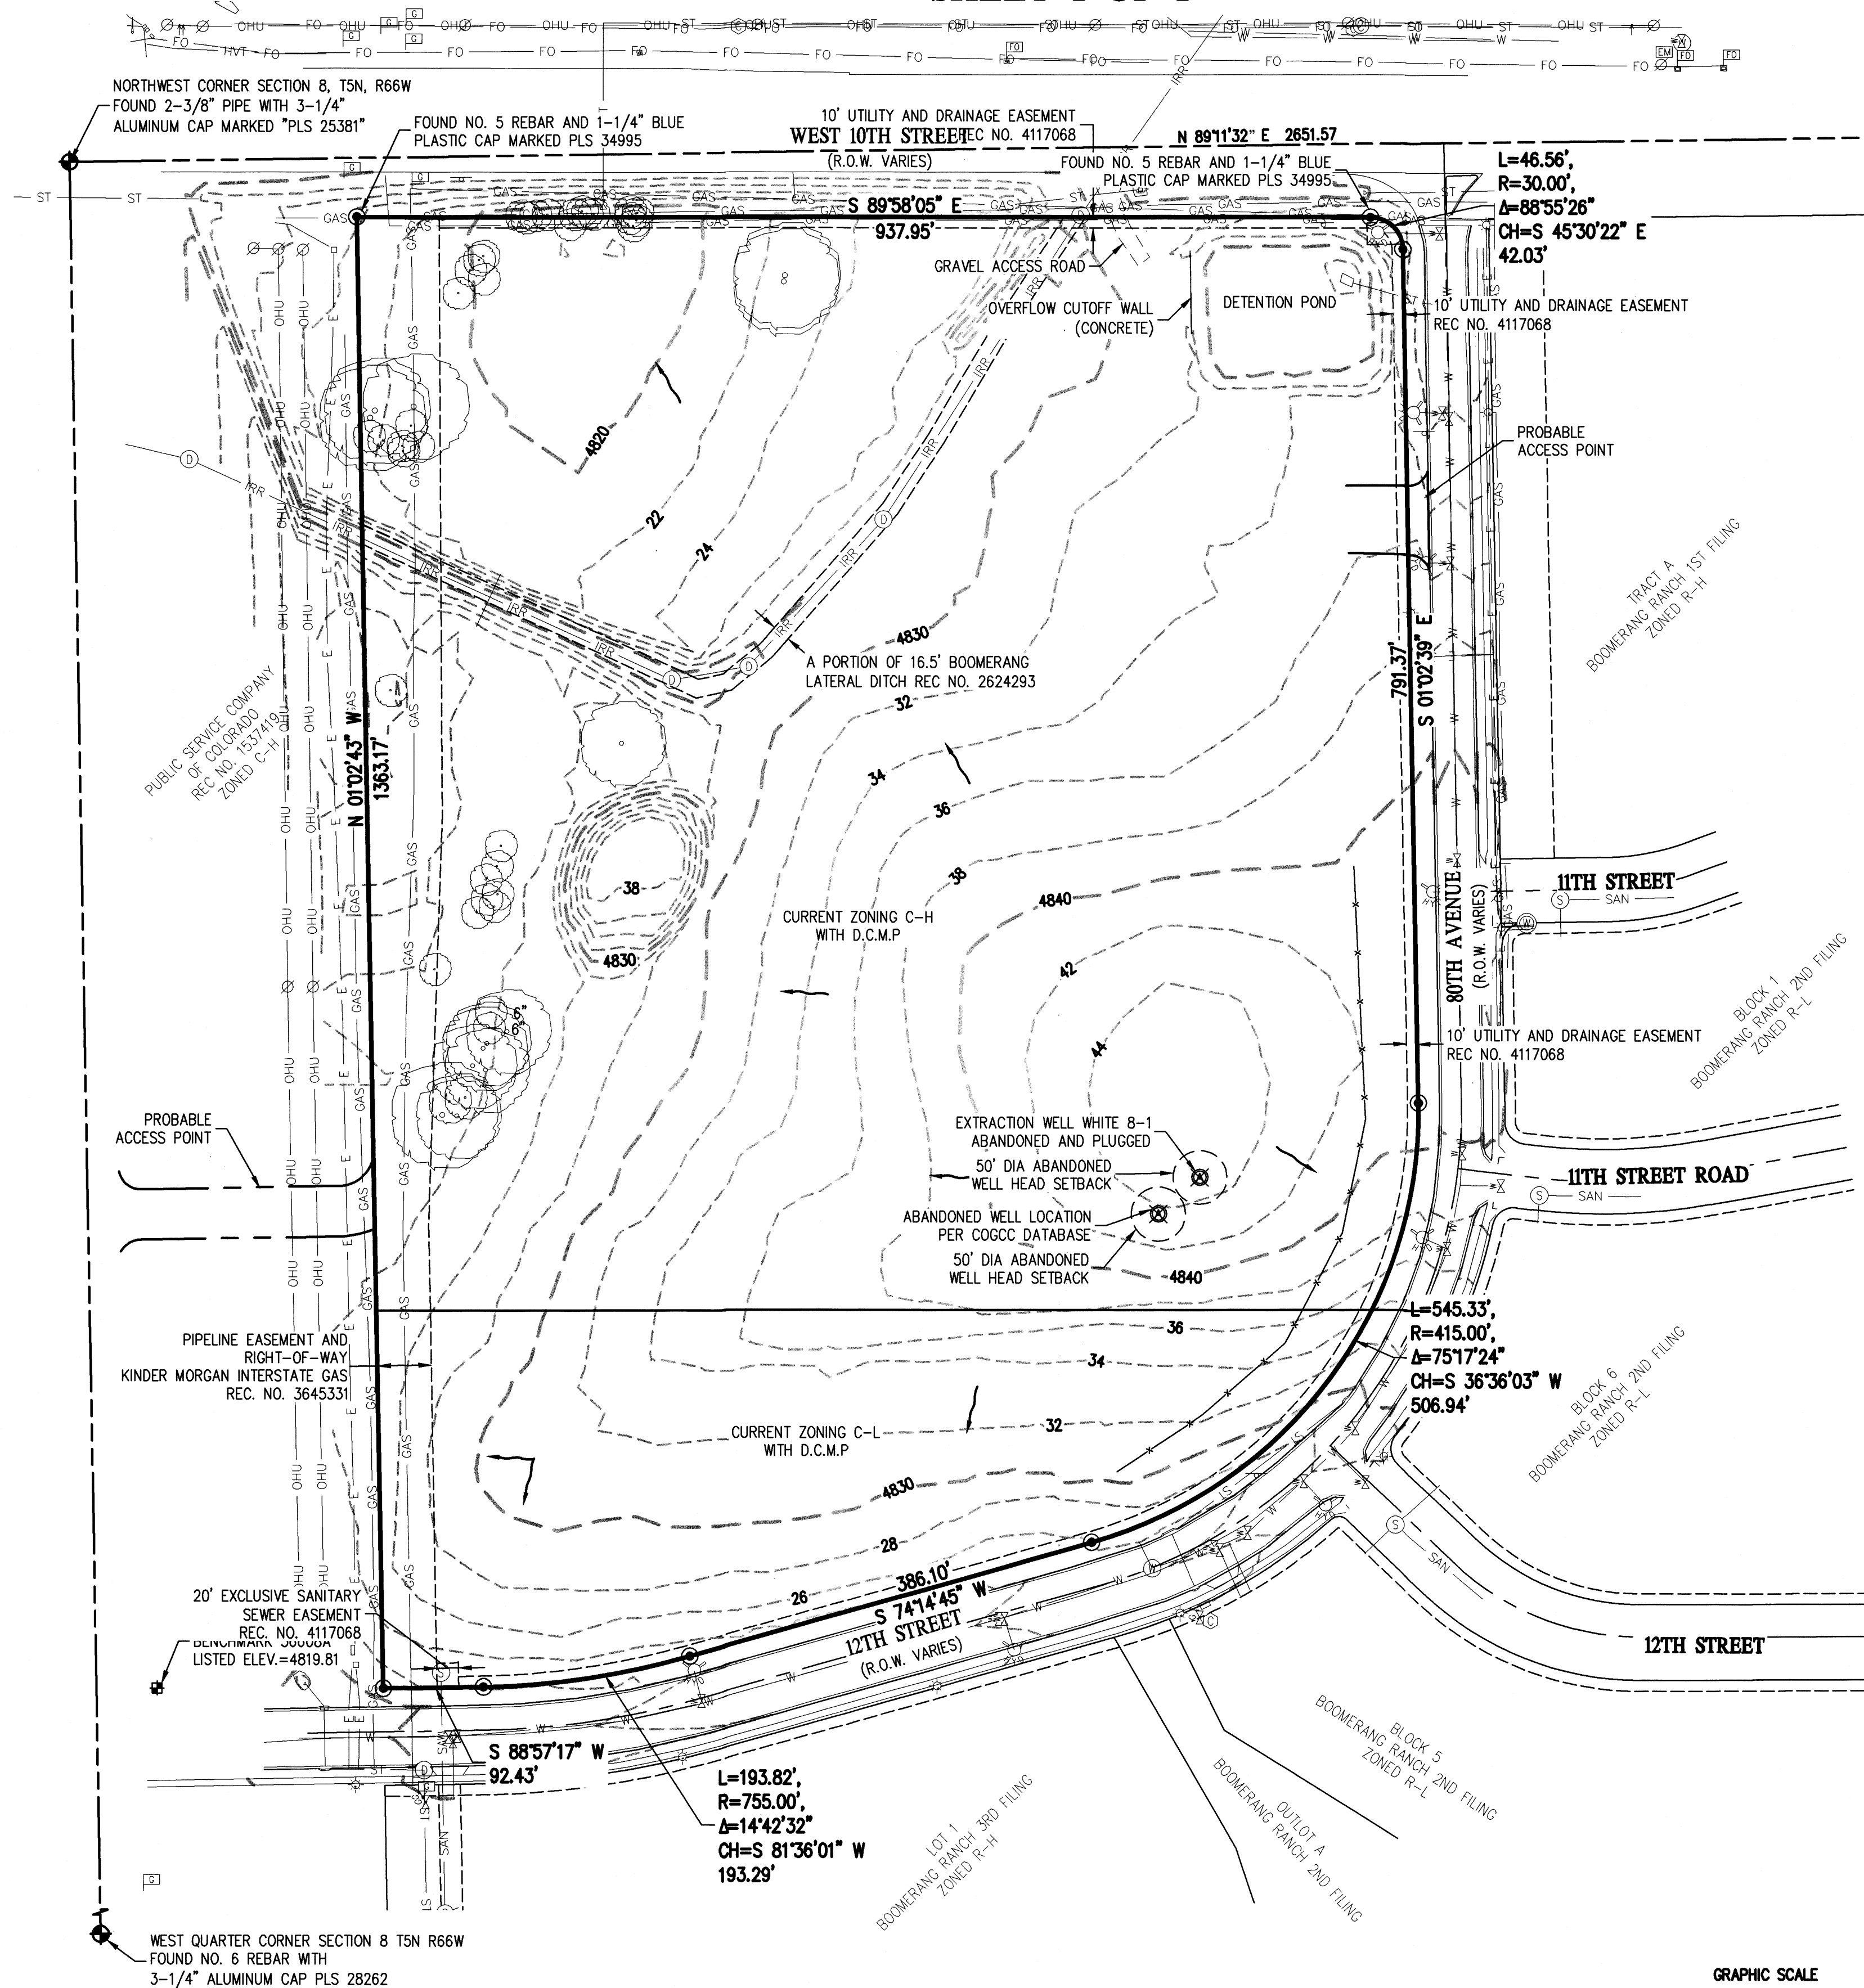 NORTHWEST CORNER SECTION 8, T5N, R66W
FOUND 2-3/8" PIPE WITH 3-1/4"
ALUMINUM CAP MARKED "PLS 25381"
FOUND NO. 5 REBAR AND 1-1/4" BLUE
PLASTIC CAP MARKED PLS 34995
10' UTILITY AND DRAINAGE EASEMENT
REC NO. 4117068
WEST 10TH STREET
(R.O.W. VARIES)
N 89°11'32" E 2651.57
FOUND NO. 5 REBAR AND 1-1/4" BLUE
PLASTIC CAP MARKED PLS 34995
L=46.56',
R=30.00',
Δ=88°55'26"
CH=S 45°30'22" E
42.03'
S 89°58'05" E
937.95'
GRAVEL ACCESS ROAD
OVERFLOW CUTOFF WALL
(CONCRETE)
DETENTION POND
10' UTILITY AND DRAINAGE EASEMENT
REC NO. 4117068
PROBABLE
ACCESS POINT
4820
22
24
4830
A PORTION OF 16.5' BOOMERANG
LATERAL DITCH REC NO. 2624293
32
34
36
38
791.37'
S 01°02'39" E
TRACT A
BOOMERANG RANCH 1ST FILING
ZONED R-H
PUBLIC SERVICE COMPANY
OF COLORADO
REC NO. 1537419
ZONED C-H
N 01°02'43" W
1363.17'
38
4830
CURRENT ZONING C-H
WITH D.C.M.P
4840
42
44
80TH AVENUE
(R.O.W. VARIES)
11TH STREET
SAN
BLOCK 1
BOOMERANG RANCH 2ND FILING
ZONED R-L
10' UTILITY AND DRAINAGE EASEMENT
REC NO. 4117068
6"
6"
PROBABLE
ACCESS POINT
EXTRACTION WELL WHITE 8-1
ABANDONED AND PLUGGED
50' DIA ABANDONED
WELL HEAD SETBACK
ABANDONED WELL LOCATION
PER COGCC DATABASE
50' DIA ABANDONED
WELL HEAD SETBACK
4840
11TH STREET ROAD
SAN
PIPELINE EASEMENT AND
RIGHT-OF-WAY
KINDER MORGAN INTERSTATE GAS
REC. NO. 3645331
36
34
32
L=545.33',
R=415.00',
Δ=75°17'24"
CH=S 36°36'03" W
506.94'
BLOCK 6
BOOMERANG RANCH 2ND FILING
ZONED R-L
CURRENT ZONING C-L
WITH D.C.M.P
4830
28
26
386.10'
S 74°14'45" W
12TH STREET
(R.O.W. VARIES)
SAN
12TH STREET
20' EXCLUSIVE SANITARY
SEWER EASEMENT
REC. NO. 4117068
LISTED ELEV.=4819.81
S 88°57'17" W
92.43'
L=193.82',
R=755.00',
Δ=14°42'32"
CH=S 81°36'01" W
193.29'
LOT 1
BOOMERANG RANCH 3RD FILING
ZONED R-H
OUTLOT A
BOOMERANG RANCH 2ND FILING
BLOCK 5
BOOMERANG RANCH 2ND FILING
ZONED R-L
WEST QUARTER CORNER SECTION 8 T5N R66W
FOUND NO. 6 REBAR WITH
3-1/4" ALUMINUM CAP PLS 28262
GRAPHIC SCALE